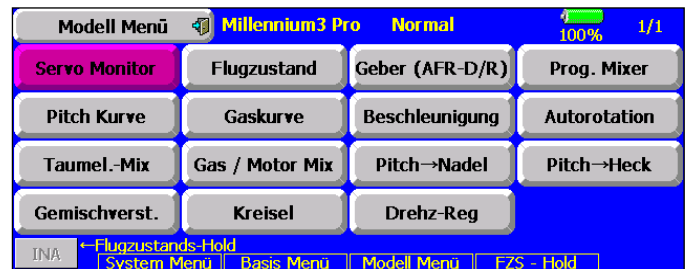 Modell Menü Millennium3 Pro Normal 100% 1/1
Servo Monitor Flugzustand Geber (AFR-D/R) Prog. Mixer
Pitch Kurve Gaskurve Beschleunigung Autorotation
Taumel.-Mix Gas / Motor Mix Pitch→Nadel Pitch→Heck
Gemischverst. Kreisel Drehz-Reg
INA ←Flugzustands-Hold
System Menü Basis Menü Modell Menü FZS - Hold